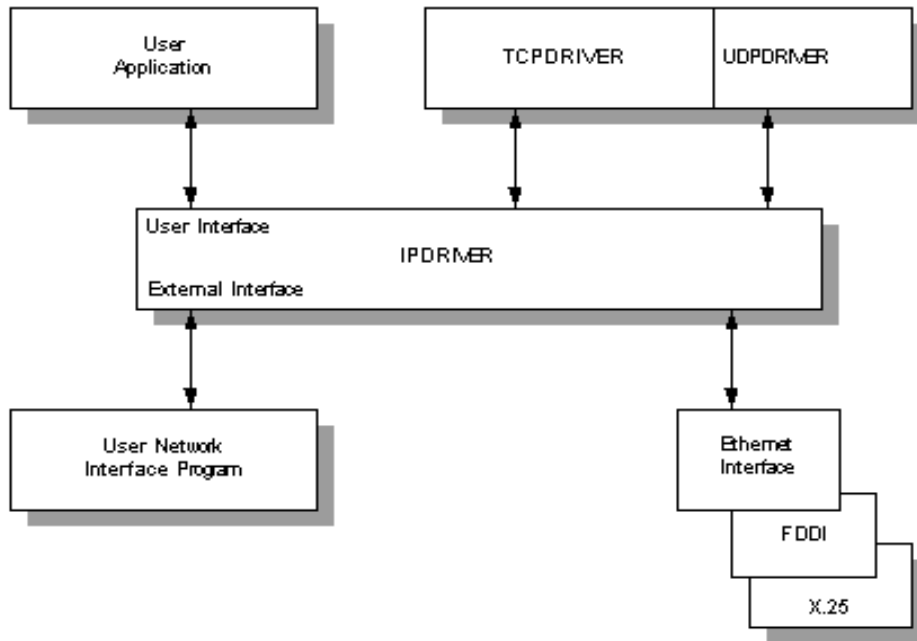 User
Application
TCPDRIVER
UDPDRIVER
User Interface
IPDRIVER
External Interface
User Network
Interface Program
Ethernet
Interface
FDDI
X.25